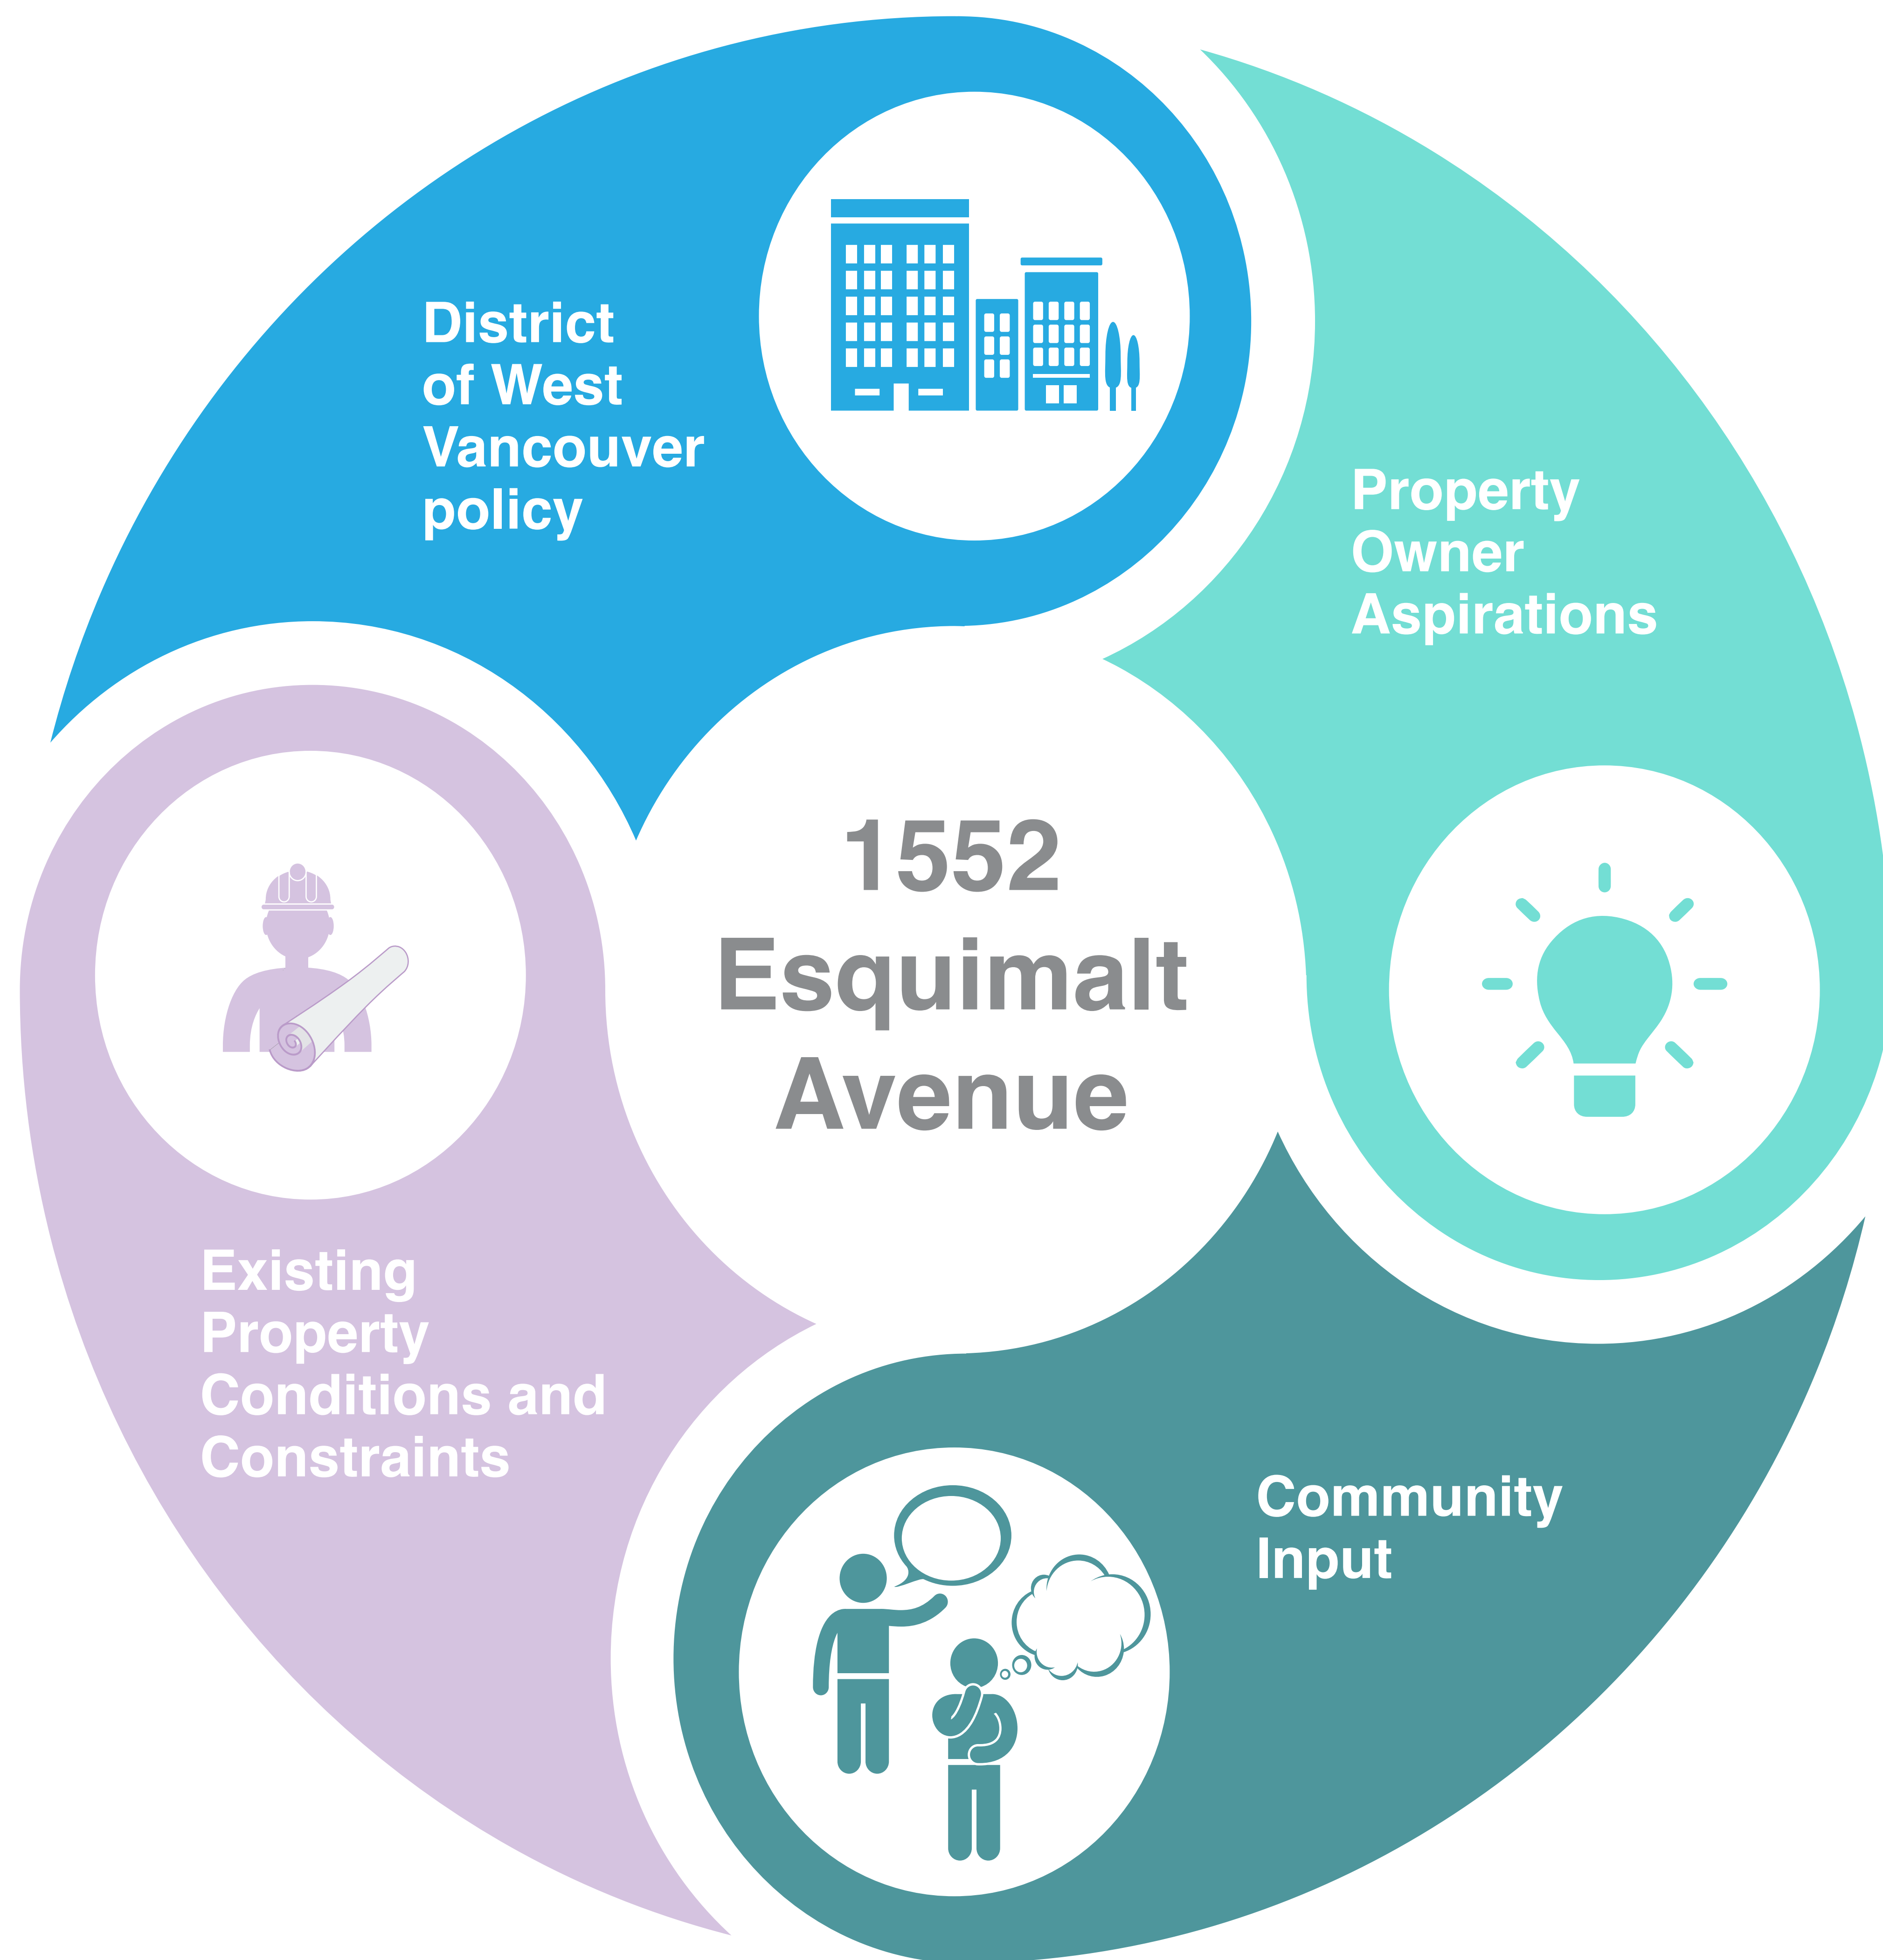 District
of West
Vancouver
policy
Property
Owner
Aspirations
1552
Esquimalt
Avenue
Existing
Property
Conditions and
Constraints
Community
Input